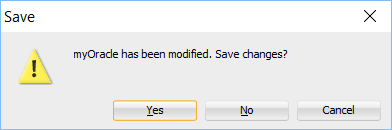 Save
myOracle has been modified. Save changes?
Yes
No
Cancel